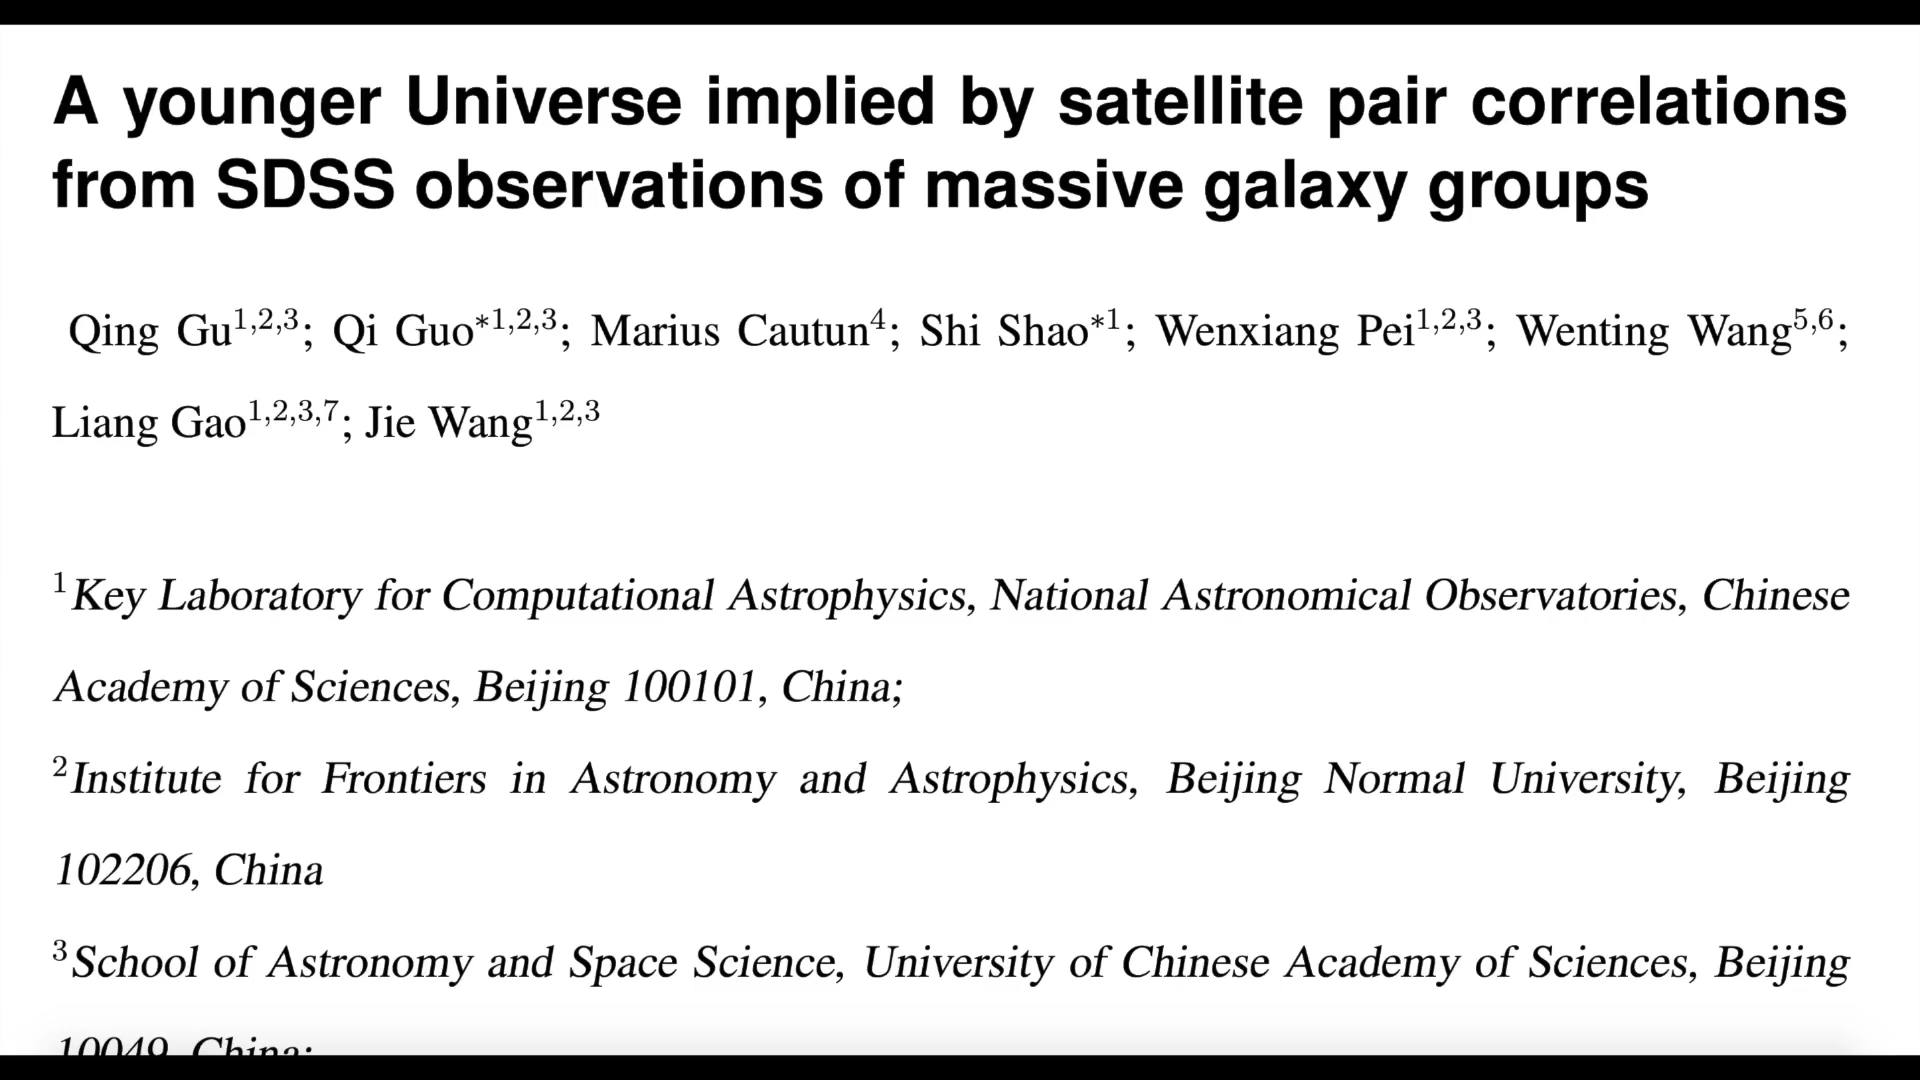 A younger Universe implied by satellite pair correlations
from SDSS observations of massive galaxy groups
Qing Gu1,2,3; Qi Guo*1,2,3; Marius Cautun4; Shi Shao*1; Wenxiang Pei1,2,3; Wenting Wang5,6;
Liang Gao1,2,3,7; Jie Wang1,2,3
1Key Laboratory for Computational Astrophysics, National Astronomical Observatories, Chinese
Academy of Sciences, Beijing 100101, China;
2Institute for Frontiers in Astronomy and Astrophysics, Beijing Normal University, Beijing
102206, China
3School of Astronomy and Space Science, University of Chinese Academy of Sciences, Beijing
10049, China;